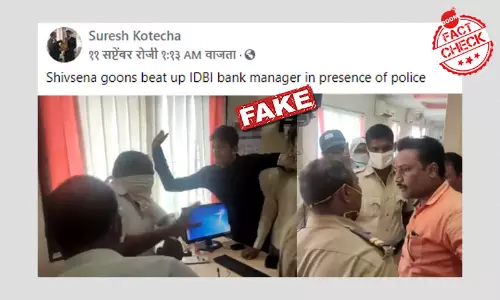 Suresh Kotecha
११ सप्टेंबर रोजी ९:१३ AM वाजता ·
Shivsena goons beat up IDBI bank manager in presence of police
FAKE
BOOM
FACT
CHECK